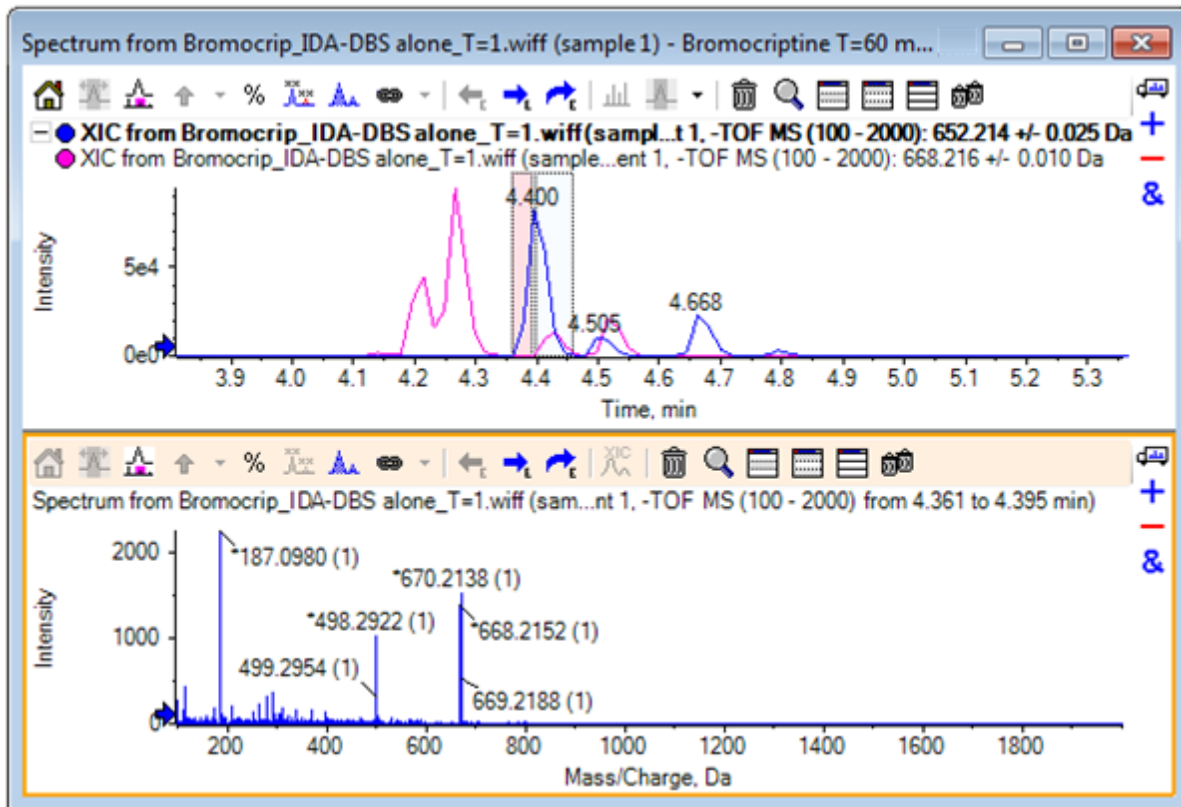 Spectrum from Bromocrip_IDA-DBS alone_T=1.wiff (sample 1) - Bromocriptine T=60 m...
%
XIC from Bromocrip_IDA-DBS alone_T=1.wiff (sampl...t 1, -TOF MS (100 - 2000): 652.214 +/- 0.025 Da
XIC from Bromocrip_IDA-DBS alone_T=1.wiff (sample...ent 1, -TOF MS (100 - 2000): 668.216 +/- 0.010 Da
&
4.400
5e4
4.668
4.505
0e0
Intensity
3.9 4.0 4.1 4.2 4.3 4.4 4.5 4.6 4.7 4.8 4.9 5.0 5.1 5.2 5.3
Time, min
% XIC
Spectrum from Bromocrip_IDA-DBS alone_T=1.wiff (sam...nt 1, -TOF MS (100 - 2000) from 4.361 to 4.395 min)
&
2000
*187.0980 (1)
*670.2138 (1)
*498.2922 (1)
*668.2152 (1)
1000
499.2954 (1)
669.2188 (1)
0
Intensity
200 400 600 800 1000 1200 1400 1600 1800
Mass/Charge, Da